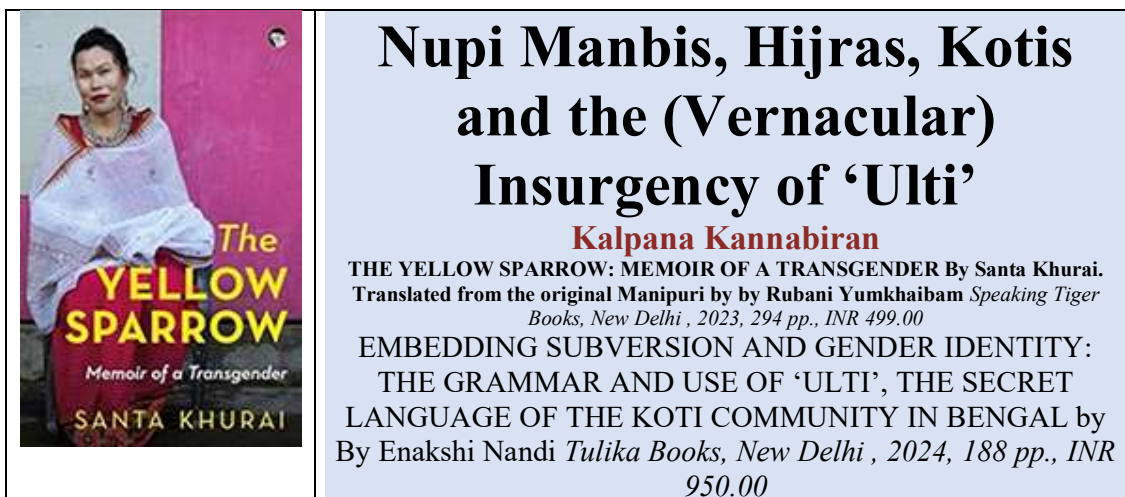 The
YELLOW
SPARROW
Memoir of a Transgender
SANTA KHURAI
Nupi Manbis, Hijras, Kotis
and the (Vernacular)
Insurgency of ‘Ulti’
Kalpana Kannabiran
THE YELLOW SPARROW: MEMOIR OF A TRANSGENDER By Santa Khurai.
Translated from the original Manipuri by by Rubani Yumkhaibam Speaking Tiger
Books, New Delhi , 2023, 294 pp., INR 499.00
EMBEDDING SUBVERSION AND GENDER IDENTITY:
THE GRAMMAR AND USE OF ‘ULTI’, THE SECRET
LANGUAGE OF THE KOTI COMMUNITY IN BENGAL by
By Enakshi Nandi Tulika Books, New Delhi , 2024, 188 pp., INR
950.00